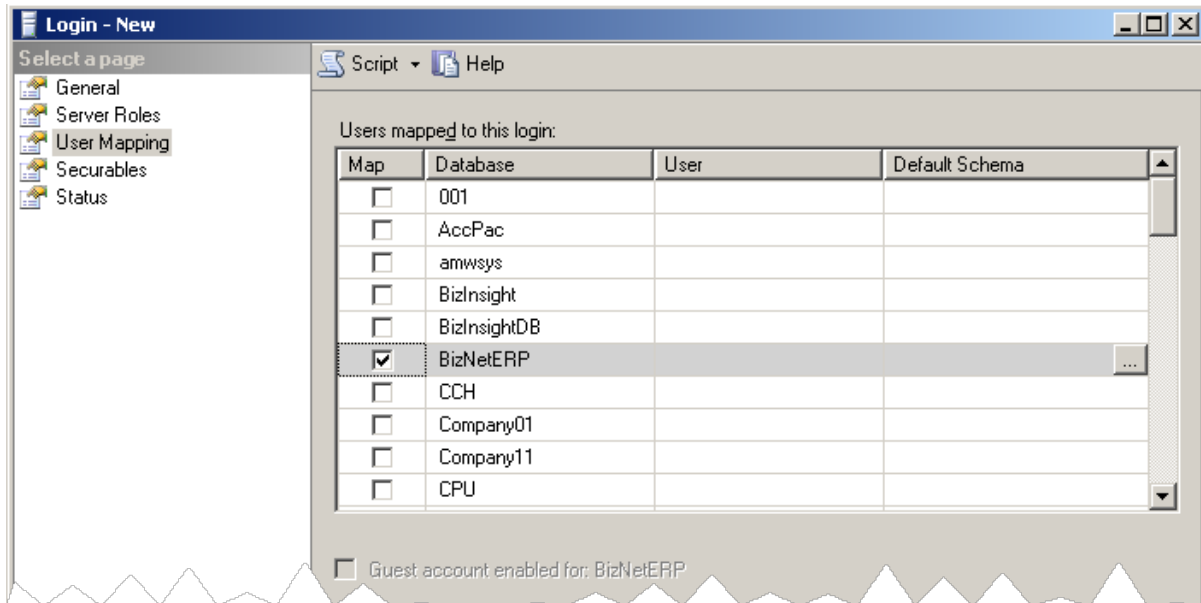 Login - New
Select a page
General
Server Roles
User Mapping
Securables
Status
Script Help
Users mapped to this login:
Map Database User Default Schema
001
AccPac
amwsys
BizInsight
BizInsightDB
BizNetERP ...
CCH
Company01
Company11
CPU
Guest account enabled for: BizNetERP